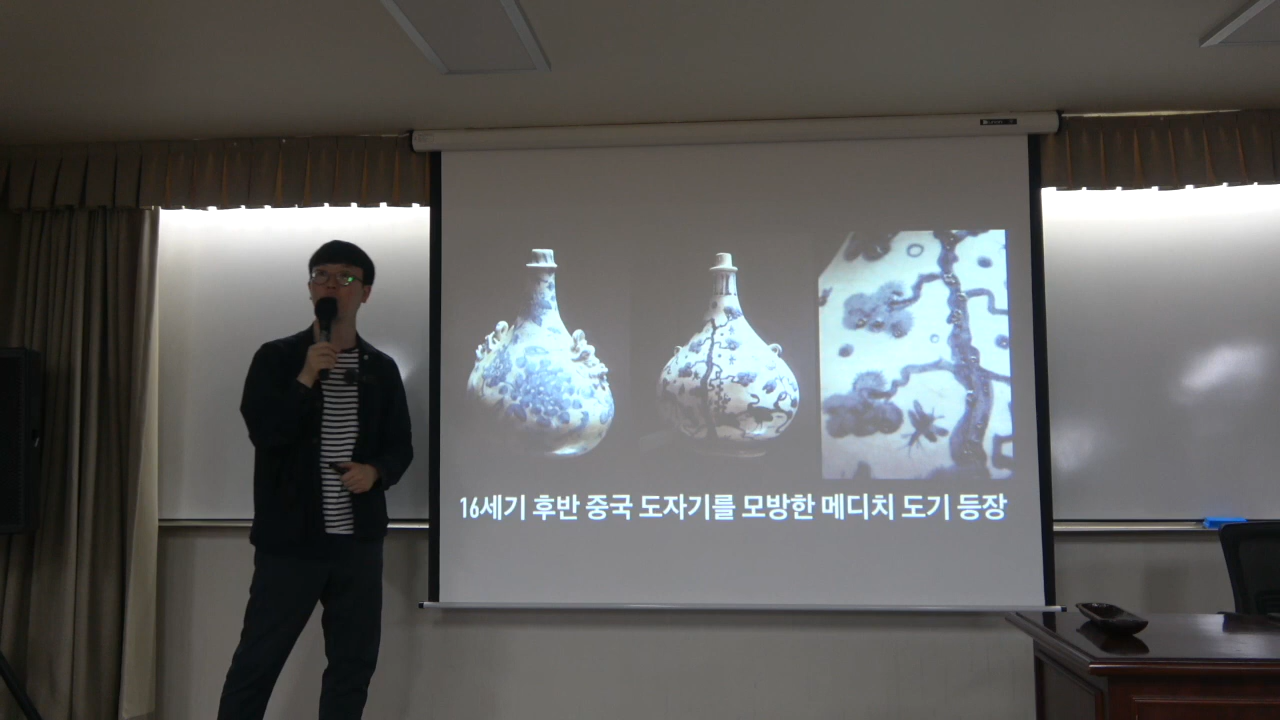 16세기 후반 중국 도자기를 모방한 메디치 도기 등장